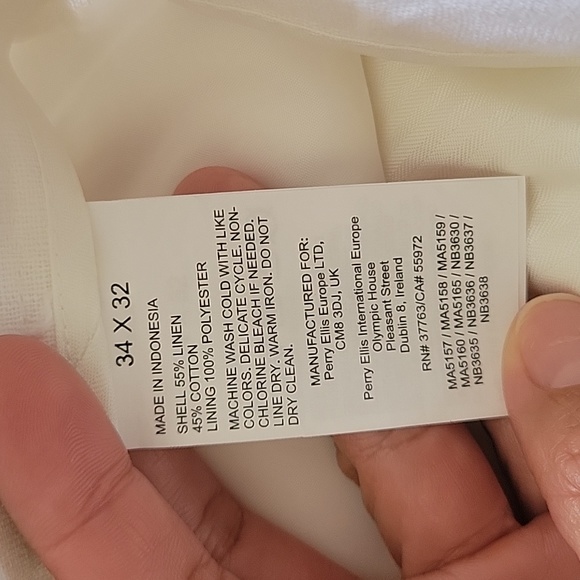 34 X 32
MADE IN INDONESIA
SHELL 55% LINEN
45% COTTON
LINING 100% POLYESTER
MACHINE WASH COLD WITH LIKE
COLORS. DELICATE CYCLE. NON-
CHLORINE BLEACH IF NEEDED.
LINE DRY. WARM IRON. DO NOT
DRY CLEAN.
MANUFACTURED FOR:
Perry Ellis Europe LTD,
CM8 3DJ, UK
Perry Ellis International Europe
Olympic House
Pleasant Street
Dublin 8, Ireland
RN# 37763/CA# 55972
MA5157 / MA5158 / MA5159 /
MA5160 / MA5165 / NB3630 /
NB3635 / NB3636 / NB3637 /
NB3638